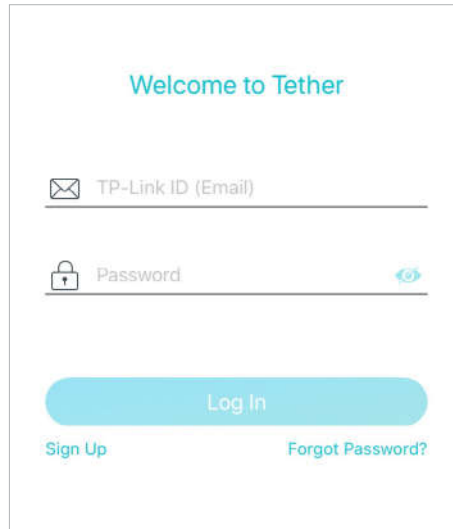 Welcome to Tether
TP-Link ID (Email)
Password
Log In
Sign Up
Forgot Password?